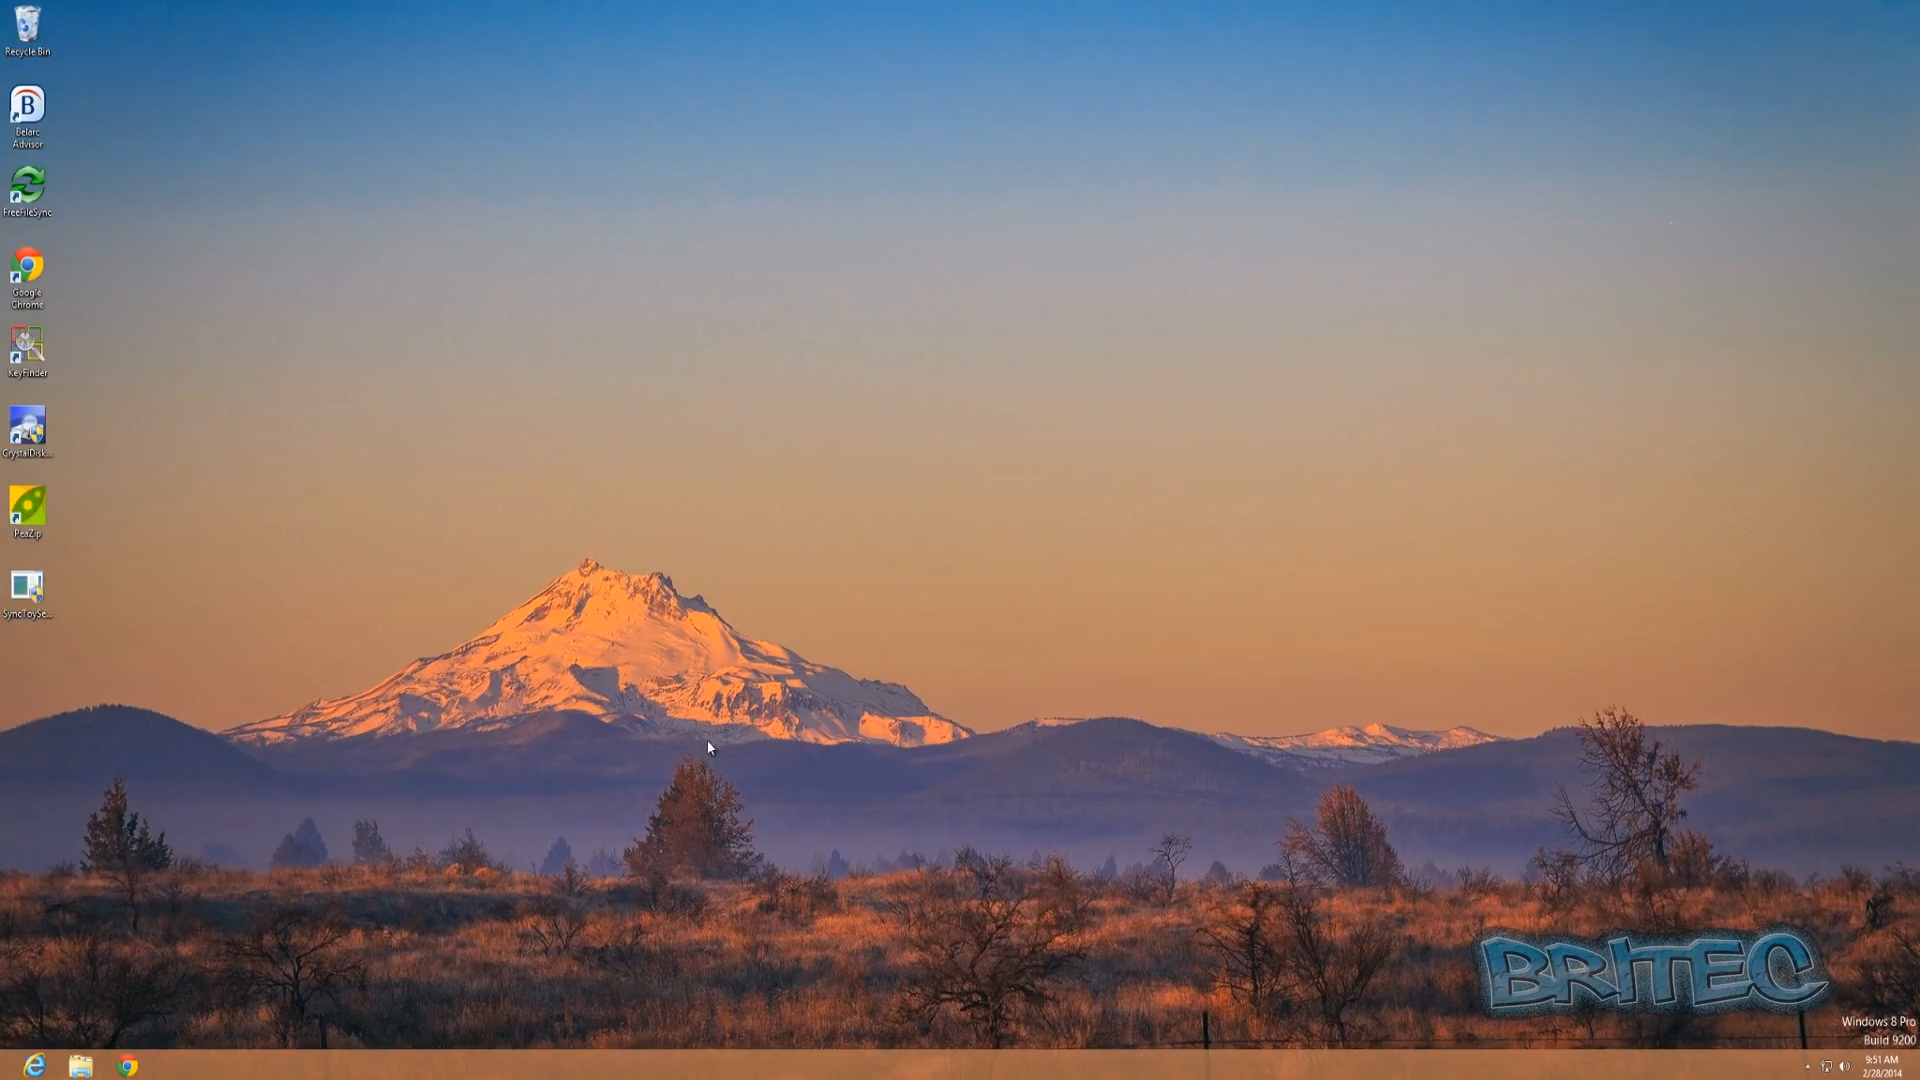 Recycle Bin
B
Belarc
Advisor
FreeFileSync
Google
Chrome
KeyFinder
CrystalDisk...
PeaZip
SyncToySe...
BRITEC
Windows 8 Pro
Build 9200
9:51 AM
2/28/2014